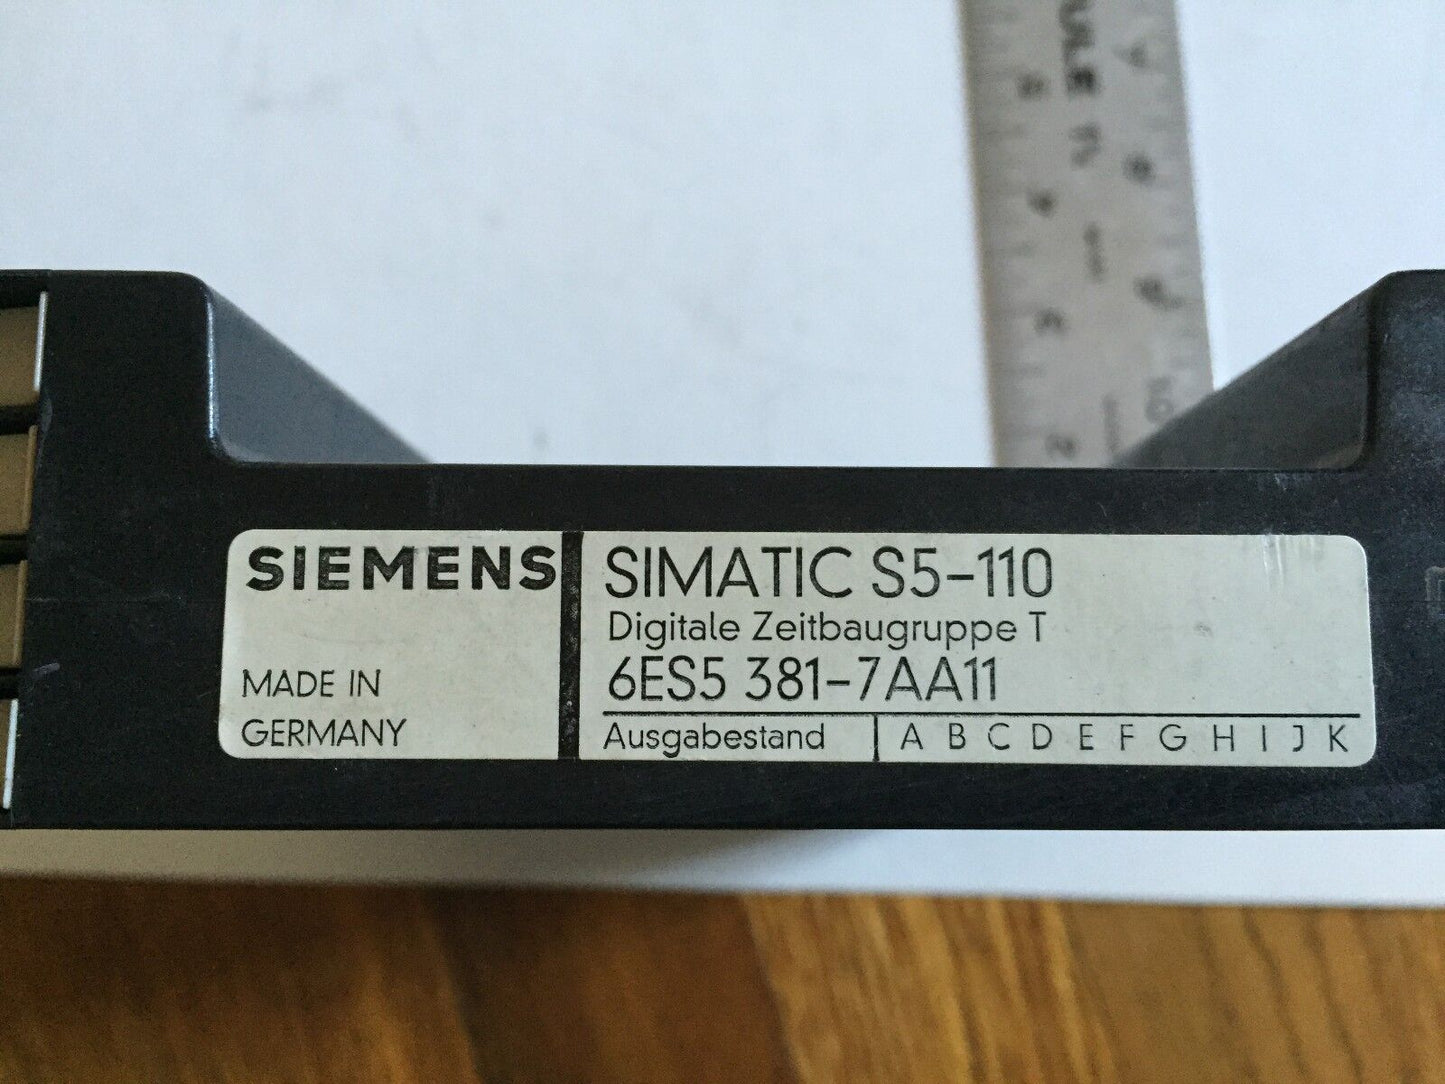 SIEMENS
MADE IN
GERMANY
SIMATIC S5-110
Digitale Zeitbaugruppe T
6ES5 381-7AA11
Ausgabestand A B C D E F G H I J K